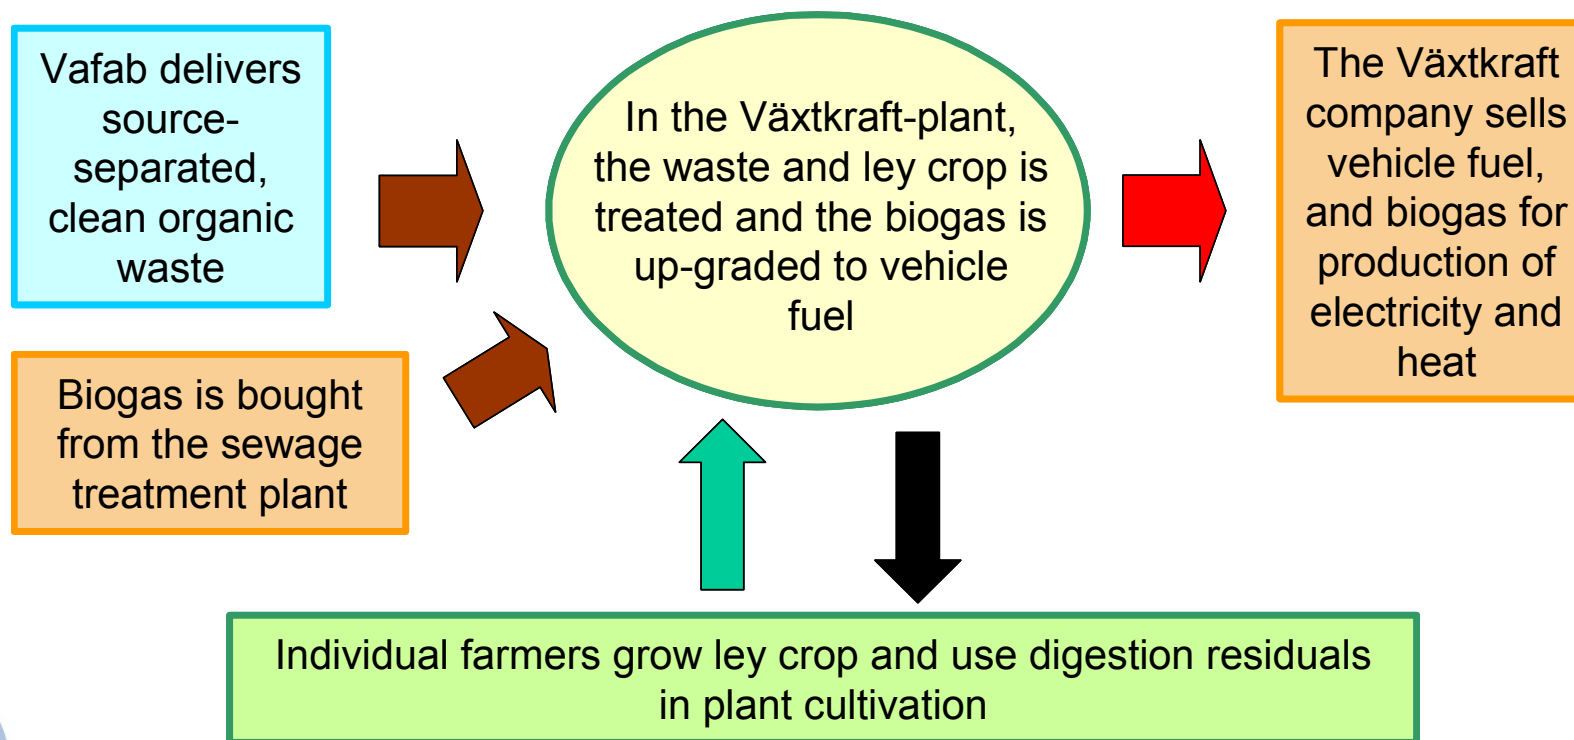 Vafab delivers
source-
separated,
clean organic
waste
Biogas is bought
from the sewage
treatment plant
In the Växtkraft-plant,
the waste and ley crop is
treated and the biogas is
up-graded to vehicle
fuel
The Växtkraft
company sells
vehicle fuel,
and biogas for
production of
electricity and
heat
Individual farmers grow ley crop and use digestion residuals
in plant cultivation